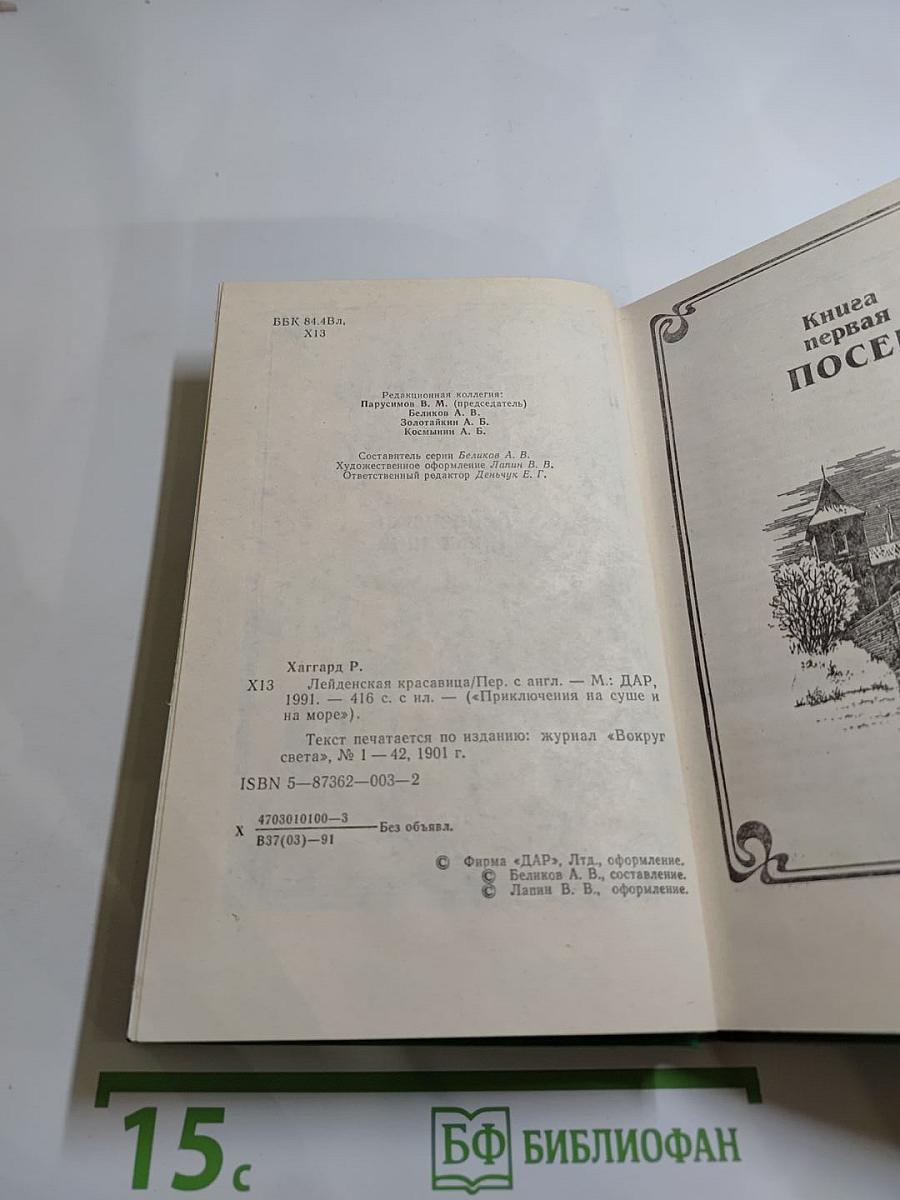 ББК 84.4Вл,
Х13
Редакционная коллегия:
Парусимов В. М. (председатель)
Беликов А. В.
Золотайкин А. Б.
Космынин А. Б.
Составитель серии Беликов А. В.
Художественное оформление Лапин В. В.
Ответственный редактор Деньчук Е. Г.
Хаггард Р.
Х13 Лейденская красавица/Пер. с англ. — М.: ДАР,
1991. — 416 с. с ил. — («Приключения на суше и
на море»).
Текст печатается по изданию: журнал «Вокруг
света», № 1 — 42, 1901 г.
ISBN 5—87362—003—2
Х 4703010100—3 Без объявл.
В37(03)—91
© Фирма «ДАР», Лтд., оформление.
© Беликов А. В., составление.
© Лапин В. В., оформление.
Книга
первая
ПОСЕ
15 с
БФ БИБЛИОФАН